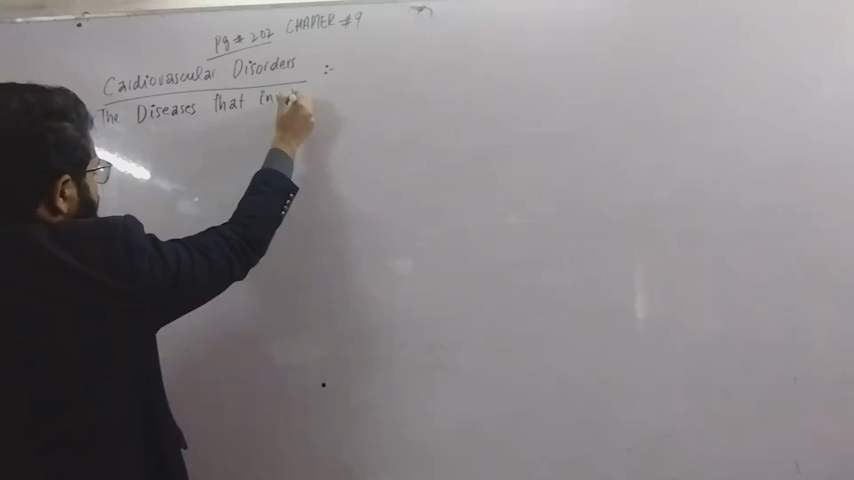 Pg # 202 CHAPTER #9
Cardiovascular Disorders :-
The Diseases that